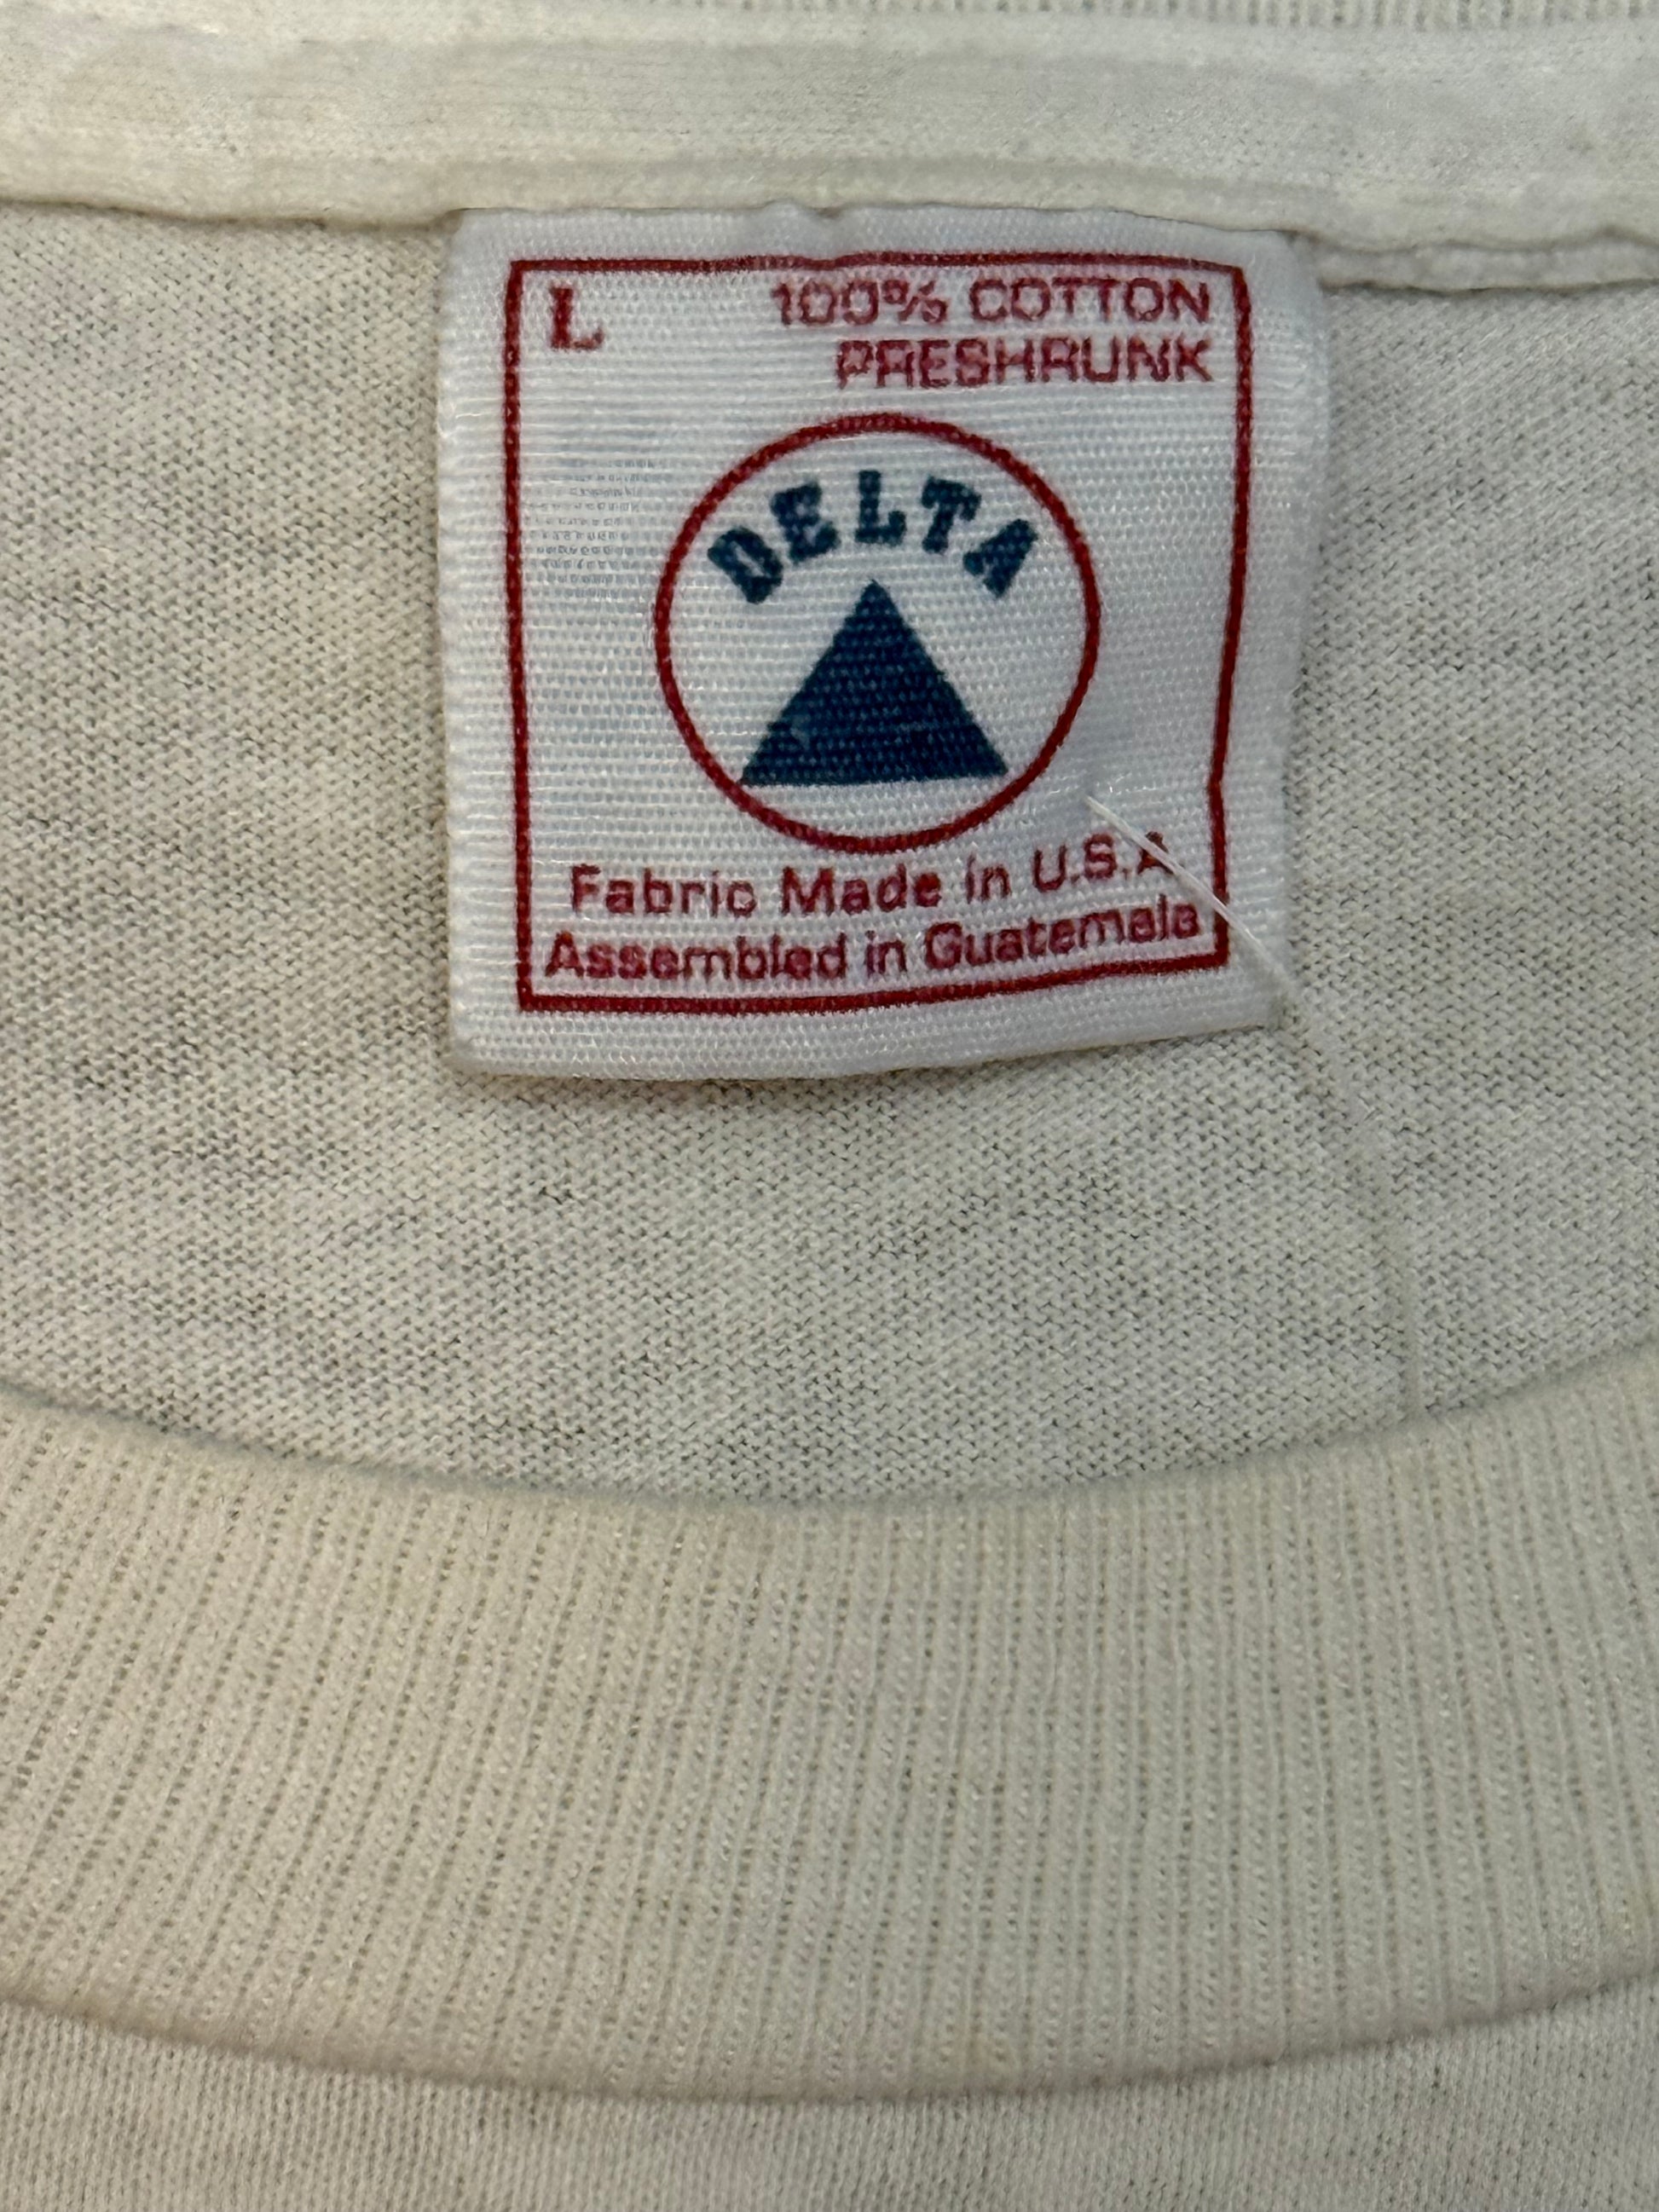 L
100% COTTON
PRESHRUNK
DELTA
Fabric Made in U.S.A
Assembled in Guatemala